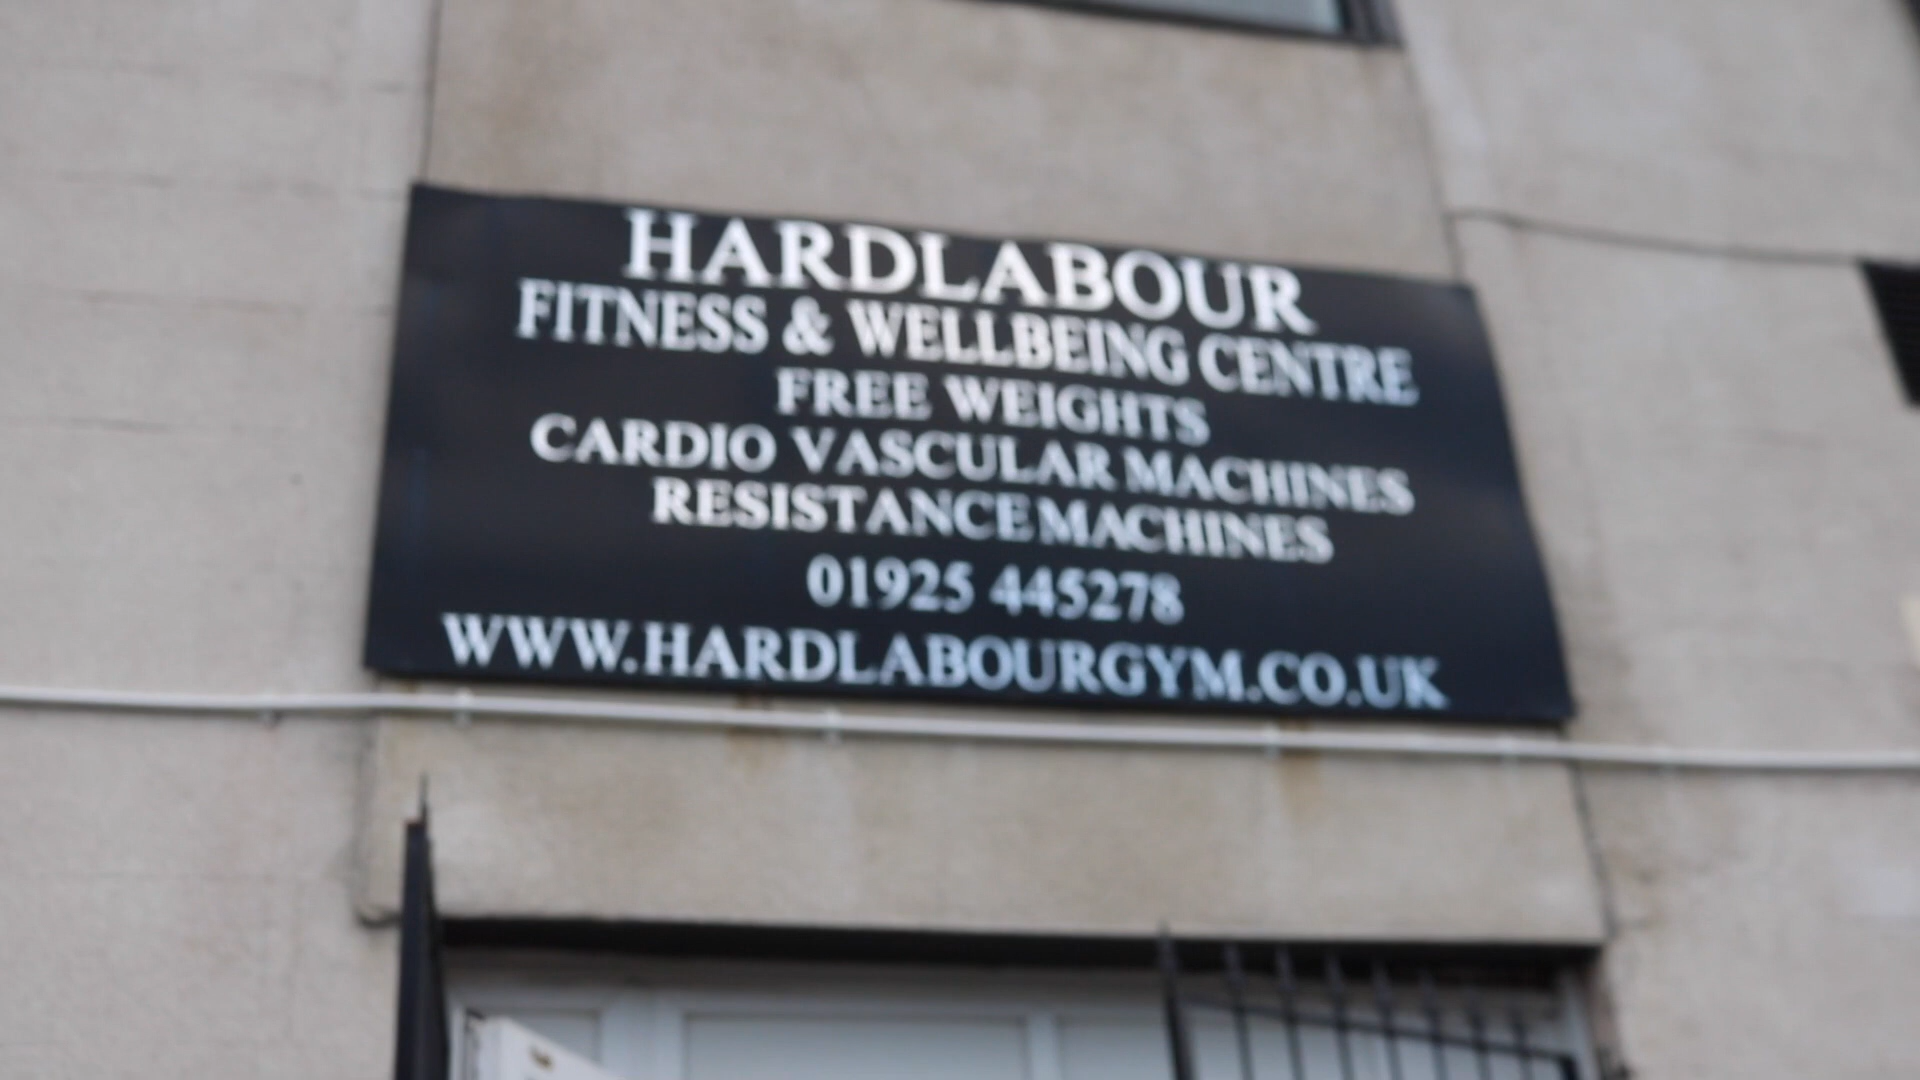 HARDLABOUR
FITNESS & WELLBEING CENTRE
FREE WEIGHTS
CARDIO VASCULAR MACHINES
RESISTANCE MACHINES
01925 445278
WWW.HARDLABOURGYM.CO.UK